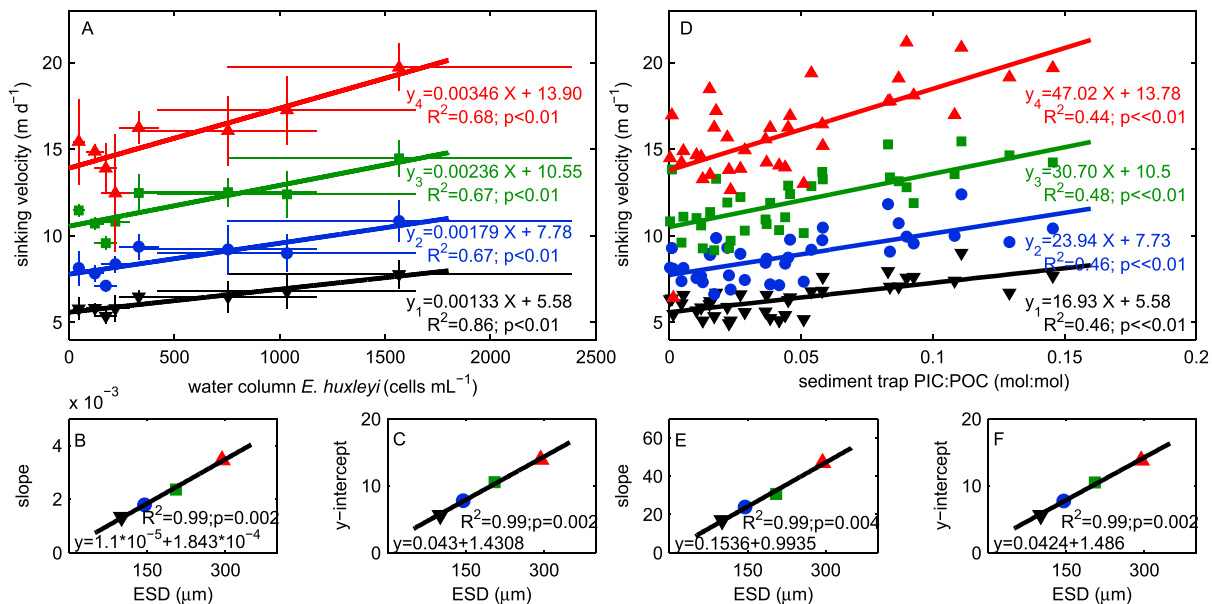 A
sinking velocity (m d⁻¹)
20
15
10
5
y₄=0.00346 X + 13.90
R²=0.68; p<0.01
y₃=0.00236 X + 10.55
R²=0.67; p<0.01
y₂=0.00179 X + 7.78
R²=0.67; p<0.01
y₁=0.00133 X + 5.58
R²=0.86; p<0.01
0 500 1000 1500 2000 2500
water column E. huxleyi (cells mL⁻¹)
D
sinking velocity (m d⁻¹)
20
15
10
5
y₄=47.02 X + 13.78
R²=0.44; p<<0.01
y₃=30.70 X + 10.5
R²=0.48; p<<0.01
y₂=23.94 X + 7.73
R²=0.46; p<<0.01
y₁=16.93 X + 5.58
R²=0.46; p<<0.01
0 0.05 0.1 0.15 0.2
sediment trap PIC:POC (mol:mol)
x 10⁻³
B
slope
4
2
0
R²=0.99;p=0.002
y=1.1*10⁻⁵+1.843*10⁻⁴
150 300
ESD (μm)
C
y-intercept
20
10
0
R²=0.99;p=0.002
y=0.043+1.4308
150 300
ESD (μm)
E
slope
60
40
20
0
R²=0.99;p=0.004
y=0.1536+0.9935
150 300
ESD (μm)
F
y-intercept
20
10
0
R²=0.99;p=0.002
y=0.0424+1.486
150 300
ESD (μm)